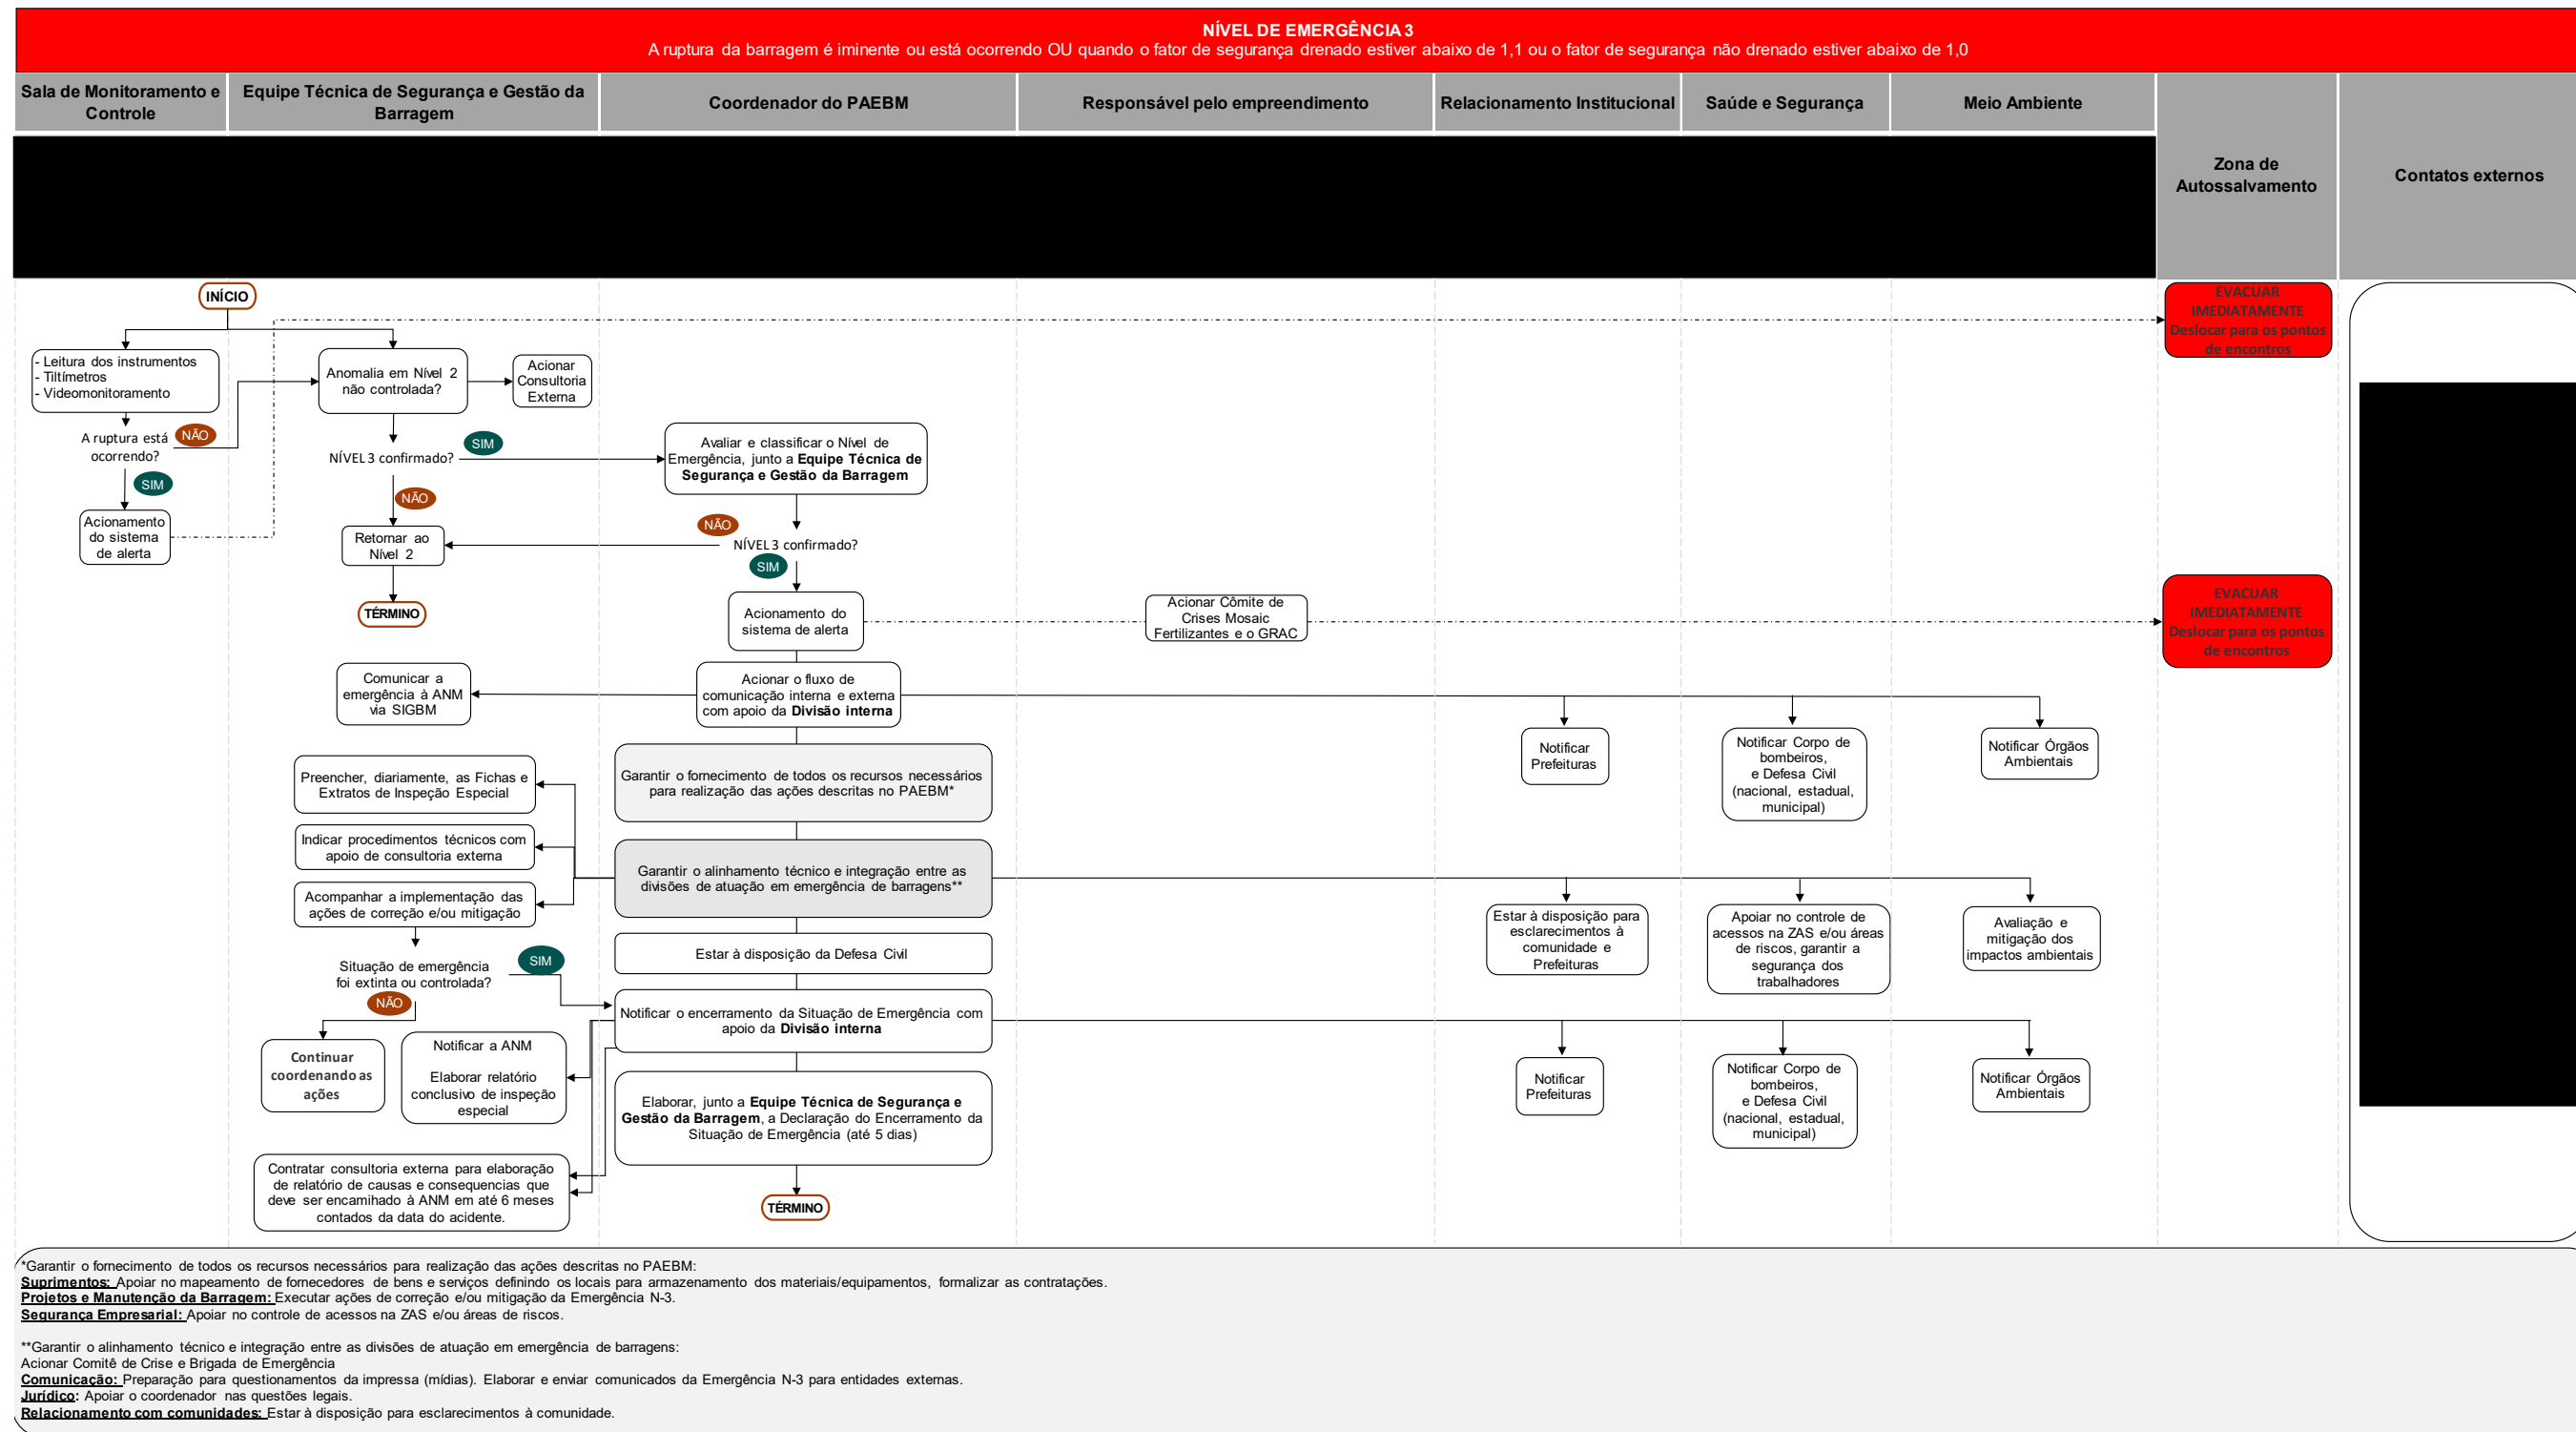 NÍVEL DE EMERGÊNCIA 3
A ruptura da barragem é iminente ou está ocorrendo OU quando o fator de segurança drenado estiver abaixo de 1,1 ou o fator de segurança não drenado estiver abaixo de 1,0
Sala de Monitoramento e
Controle
Equipe Técnica de Segurança e Gestão da
Barragem
Coordenador do PAEBM
Responsável pelo empreendimento
Relacionamento Institucional
Saúde e Segurança
Meio Ambiente
Zona de
Autossalvamento
Contatos externos
INÍCIO
EVACUAR
IMEDIATAMENTE
Deslocar para os pontos
de encontros
- Leitura dos instrumentos
- Tiltímetros
- Videomonitoramento
Anomalia em Nível 2
não controlada?
Acionar
Consultoria
Externa
A ruptura está
ocorrendo?
NÃO
SIM
NÍVEL 3 confirmado?
SIM
NÃO
Avaliar e classificar o Nível de
Emergência, junto a Equipe Técnica de
Segurança e Gestão da Barragem
Acionamento
do sistema
de alerta
Retornar ao
Nível 2
NÃO
NÍVEL 3 confirmado?
SIM
TÉRMINO
Acionamento do
sistema de alerta
Acionar Cômite de
Crises Mosaic
Fertilizantes e o GRAC
EVACUAR
IMEDIATAMENTE
Deslocar para os pontos
de encontros
Comunicar a
emergência à ANM
via SIGBM
Acionar o fluxo de
comunicação interna e externa
com apoio da Divisão interna
Notificar
Prefeituras
Notificar Corpo de
bombeiros,
e Defesa Civil
(nacional, estadual,
municipal)
Notificar Órgãos
Ambientais
Preencher, diariamente, as Fichas e
Extratos de Inspeção Especial
Garantir o fornecimento de todos os recursos necessários
para realização das ações descritas no PAEBM*
Indicar procedimentos técnicos com
apoio de consultoria externa
Garantir o alinhamento técnico e integração entre as
divisões de atuação em emergência de barragens**
Acompanhar a implementação das
ações de correção e/ou mitigação
Estar à disposição para
esclarecimentos à
comunidade e
Prefeituras
Apoiar no controle de
acessos na ZAS e/ou áreas
de riscos, garantir a
segurança dos
trabalhadores
Avaliação e
mitigação dos
impactos ambientais
Estar à disposição da Defesa Civil
Situação de emergência
foi extinta ou controlada?
SIM
NÃO
Notificar o encerramento da Situação de Emergência com
apoio da Divisão interna
Continuar
coordenando as
ações
Notificar a ANM
Elaborar relatório
conclusivo de inspeção
especial
Notificar
Prefeituras
Notificar Corpo de
bombeiros,
e Defesa Civil
(nacional, estadual,
municipal)
Notificar Órgãos
Ambientais
Elaborar, junto a Equipe Técnica de Segurança e
Gestão da Barragem, a Declaração do Encerramento da
Situação de Emergência (até 5 dias)
Contratar consultoria externa para elaboração
de relatório de causas e consequencias que
deve ser encamihado à ANM em até 6 meses
contados da data do acidente.
TÉRMINO
*Garantir o fornecimento de todos os recursos necessários para realização das ações descritas no PAEBM:
Suprimentos: Apoiar no mapeamento de fornecedores de bens e serviços definindo os locais para armazenamento dos materiais/equipamentos, formalizar as contratações.
Projetos e Manutenção da Barragem: Executar ações de correção e/ou mitigação da Emergência N-3.
Segurança Empresarial: Apoiar no controle de acessos na ZAS e/ou áreas de riscos.
**Garantir o alinhamento técnico e integração entre as divisões de atuação em emergência de barragens:
Acionar Comitê de Crise e Brigada de Emergência
Comunicação: Preparação para questionamentos da impressa (mídias). Elaborar e enviar comunicados da Emergência N-3 para entidades externas.
Jurídico: Apoiar o coordenador nas questões legais.
Relacionamento com comunidades: Estar à disposição para esclarecimentos à comunidade.